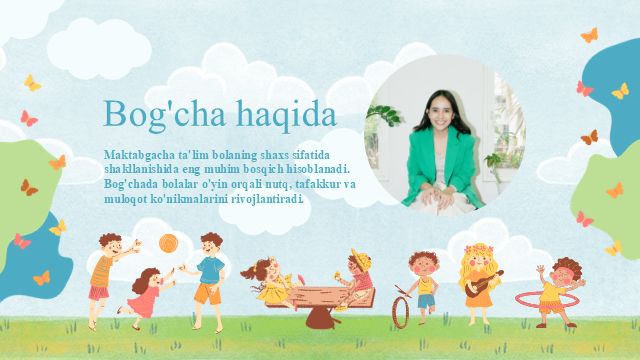 Bog'cha haqida
Maktabgacha ta'lim bolaning shaxs sifatida
shakllanishida eng muhim bosqich hisoblanadi.
Bog'chada bolalar o'yin orqali nutq, tafakkur va
muloqot ko'nikmalarini rivojlantiradi.